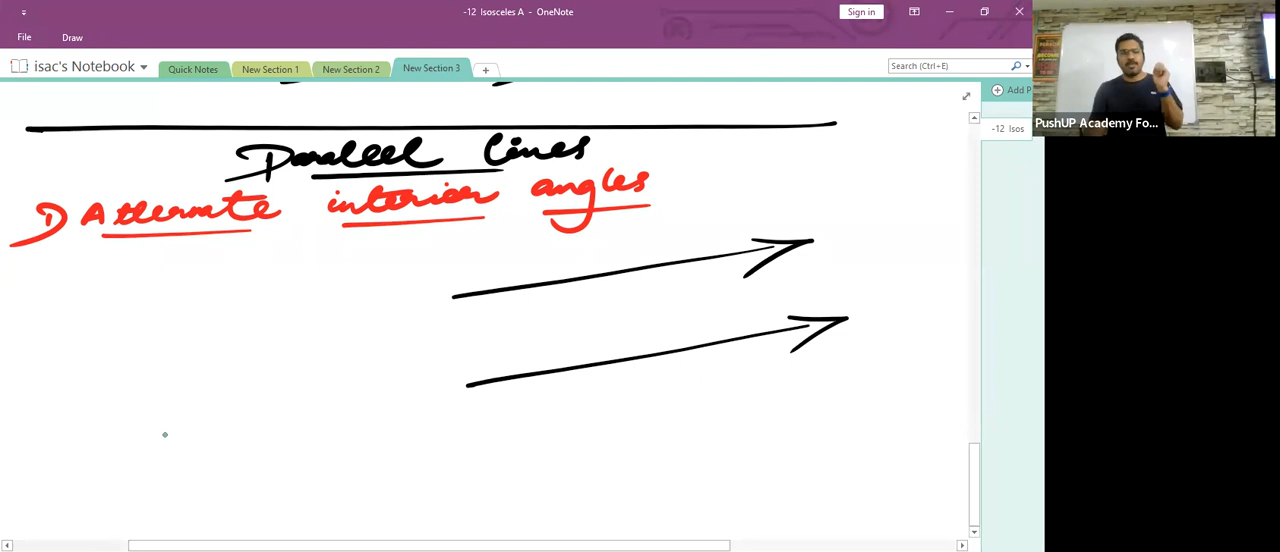 -12 Isosceles A - OneNote
Sign in
File Draw
isac's Notebook
Quick Notes New Section 1 New Section 2 New Section 3 +
Search (Ctrl+E)
Add P
-12 Isos
PushUP Academy Fo...
Parallel lines
1) Alternate interior angles